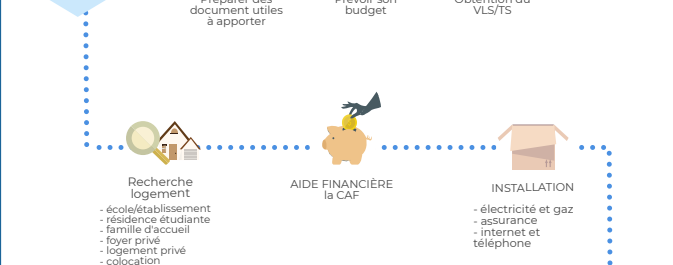 Préparer des
document utiles
à apporter
Prévoir son
budget
Obtention du
VLS/TS
Recherche
logement
- école/établissement
- résidence étudiante
- famille d'accueil
- foyer privé
- logement privé
- colocation
AIDE FINANCIÈRE
la CAF
INSTALLATION
- électricité et gaz
- assurance
- internet et
téléphone